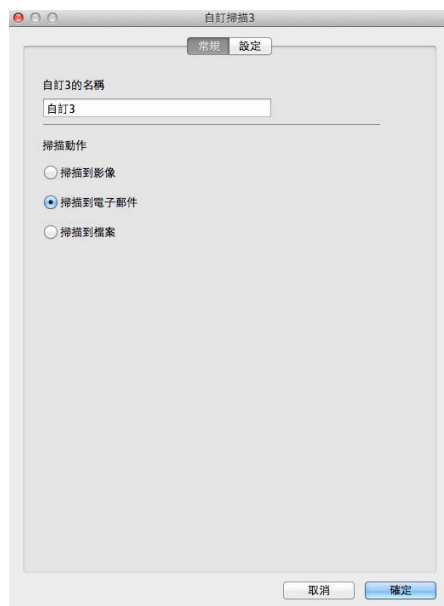 自訂掃描3
常規 設定
自訂3的名稱
自訂3
掃描動作
掃描到影像
掃描到電子郵件
掃描到檔案
取消 確定